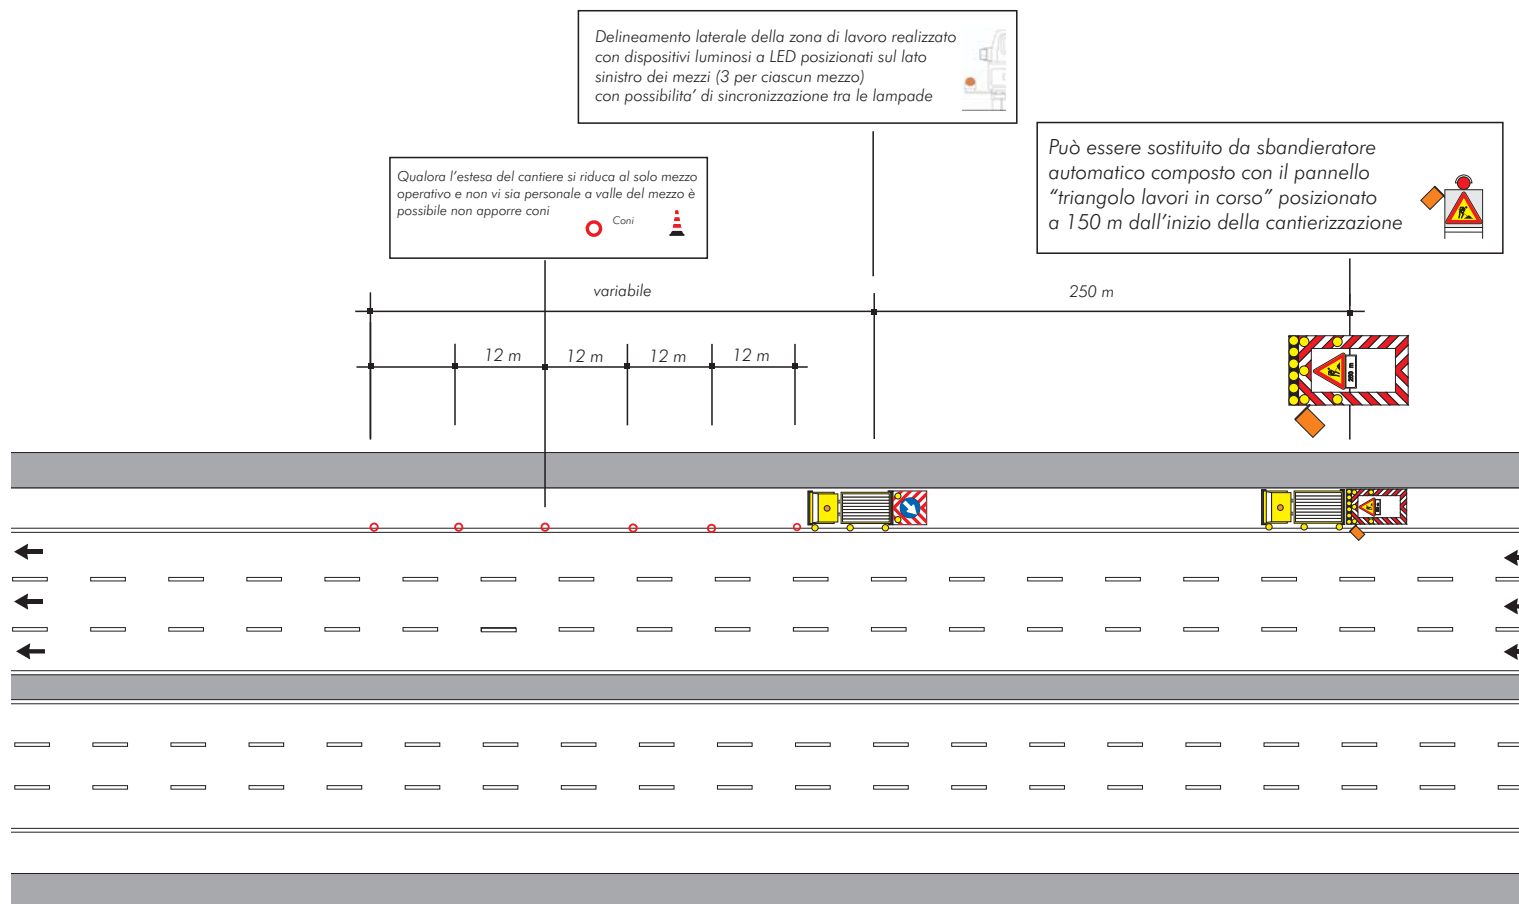 Delineamento laterale della zona di lavoro realizzato
con dispositivi luminosi a LED posizionati sul lato
sinistro dei mezzi (3 per ciascun mezzo)
con possibilita' di sincronizzazione tra le lampade
Può essere sostituito da sbandieratore
automatico composto con il pannello
"triangolo lavori in corso" posizionato
a 150 m dall'inizio della cantierizzazione
Qualora l'estesa del cantiere si riduca al solo mezzo
operativo e non vi sia personale a valle del mezzo è
possibile non apporre coni
Coni
variabile
250 m
12 m
12 m
12 m
12 m
250 m